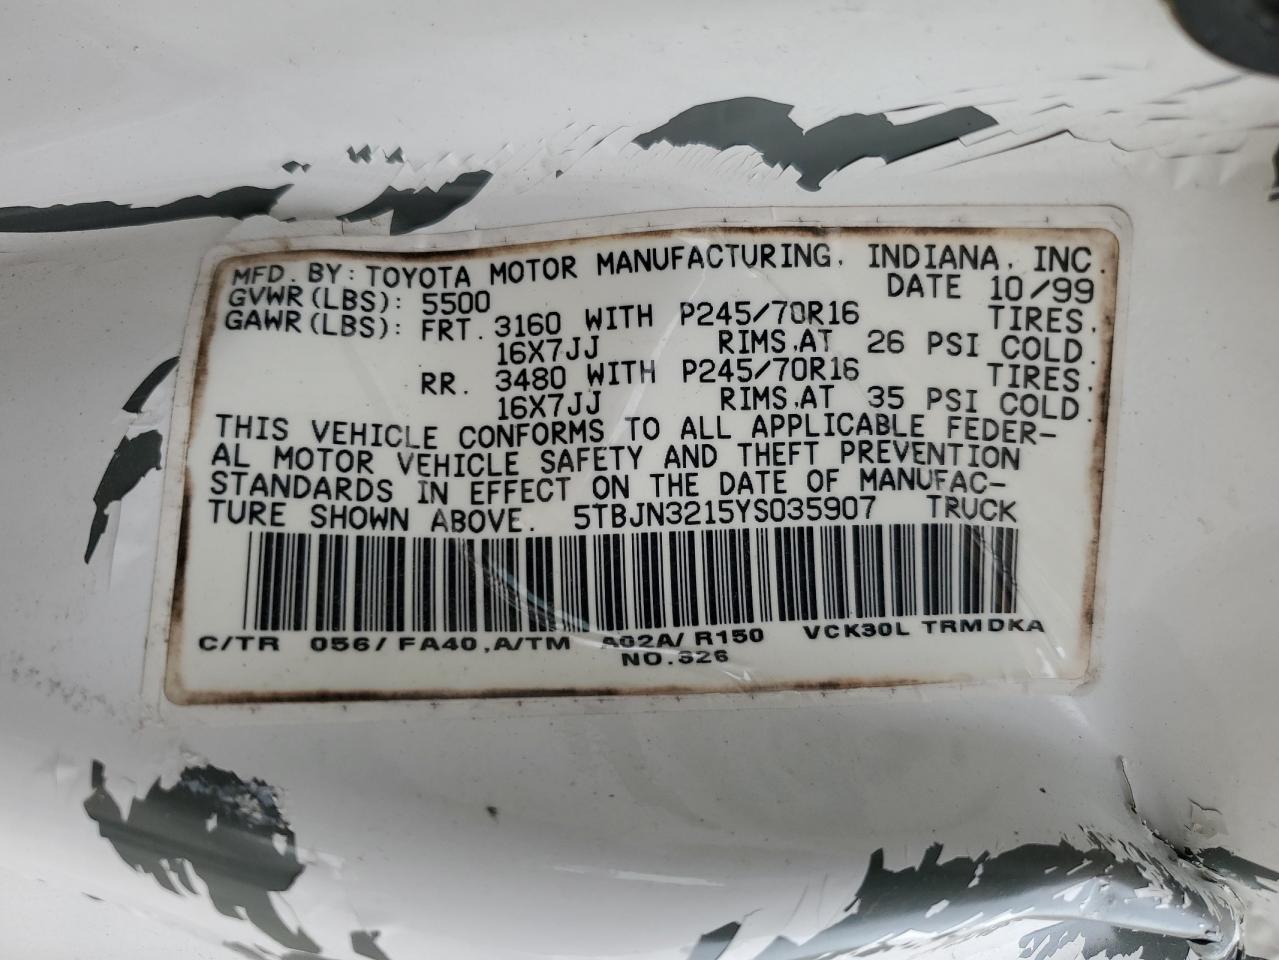 MFD. BY: TOYOTA MOTOR MANUFACTURING, INDIANA, INC.
GVWR(LBS): 5500 DATE 10/99
GAWR(LBS): FRT. 3160 WITH P245/70R16 TIRES.
16X7JJ RIMS.AT 26 PSI COLD.
RR. 3480 WITH P245/70R16 TIRES.
16X7JJ RIMS.AT 35 PSI COLD.
THIS VEHICLE CONFORMS TO ALL APPLICABLE FEDER-
AL MOTOR VEHICLE SAFETY AND THEFT PREVENTION
STANDARDS IN EFFECT ON THE DATE OF MANUFAC-
TURE SHOWN ABOVE. 5TBJN3215YS035907 TRUCK
C/TR 056/FA40,A/TM A02A/R150 VCK30L TRMDKA
NO.826